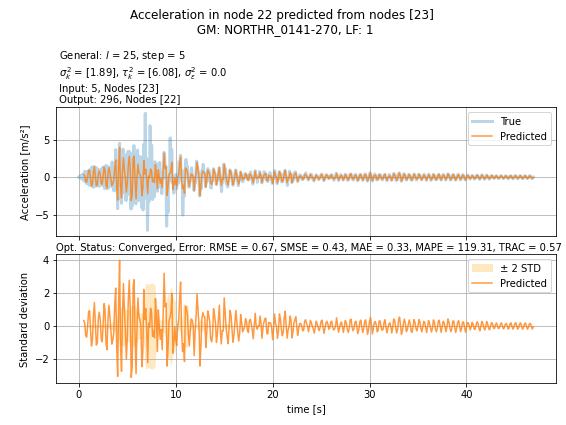 Acceleration in node 22 predicted from nodes [23]
GM: NORTHR_0141-270, LF: 1
General: l = 25, step = 5
σ²ₖ = [1.89], τ²ₖ = [6.08], σ²ε = 0.0
Input: 5, Nodes [23]
Output: 296, Nodes [22]
Acceleration [m/s²]
5
0
−5
True
Predicted
Opt. Status: Converged, Error: RMSE = 0.67, SMSE = 0.43, MAE = 0.33, MAPE = 119.31, TRAC = 0.57
Standard deviation
4
2
0
−2
± 2 STD
Predicted
0 10 20 30 40
time [s]